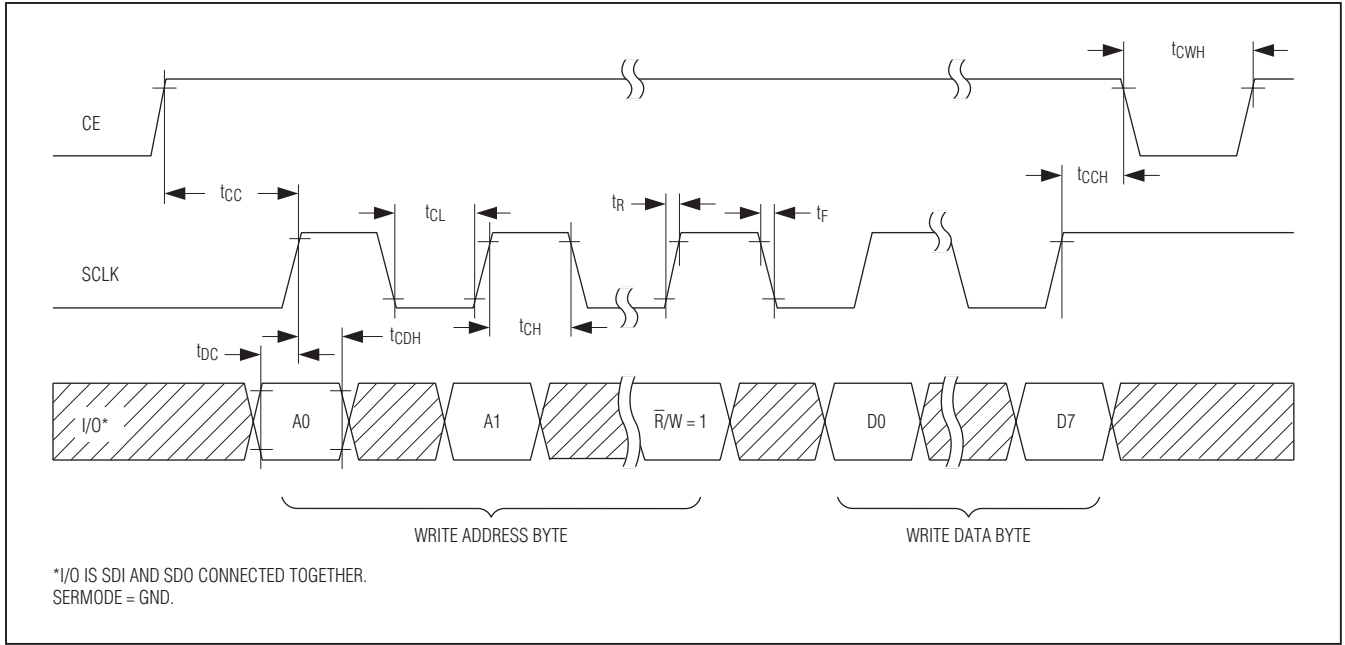 tCWH
CE
tCC
tCCH
tCL
tR
tF
SCLK
tCH
tDC
tCDH
I/O*
A0
A1
R̅/W = 1
D0
D7
WRITE ADDRESS BYTE
WRITE DATA BYTE
*I/O IS SDI AND SDO CONNECTED TOGETHER.
SERMODE = GND.